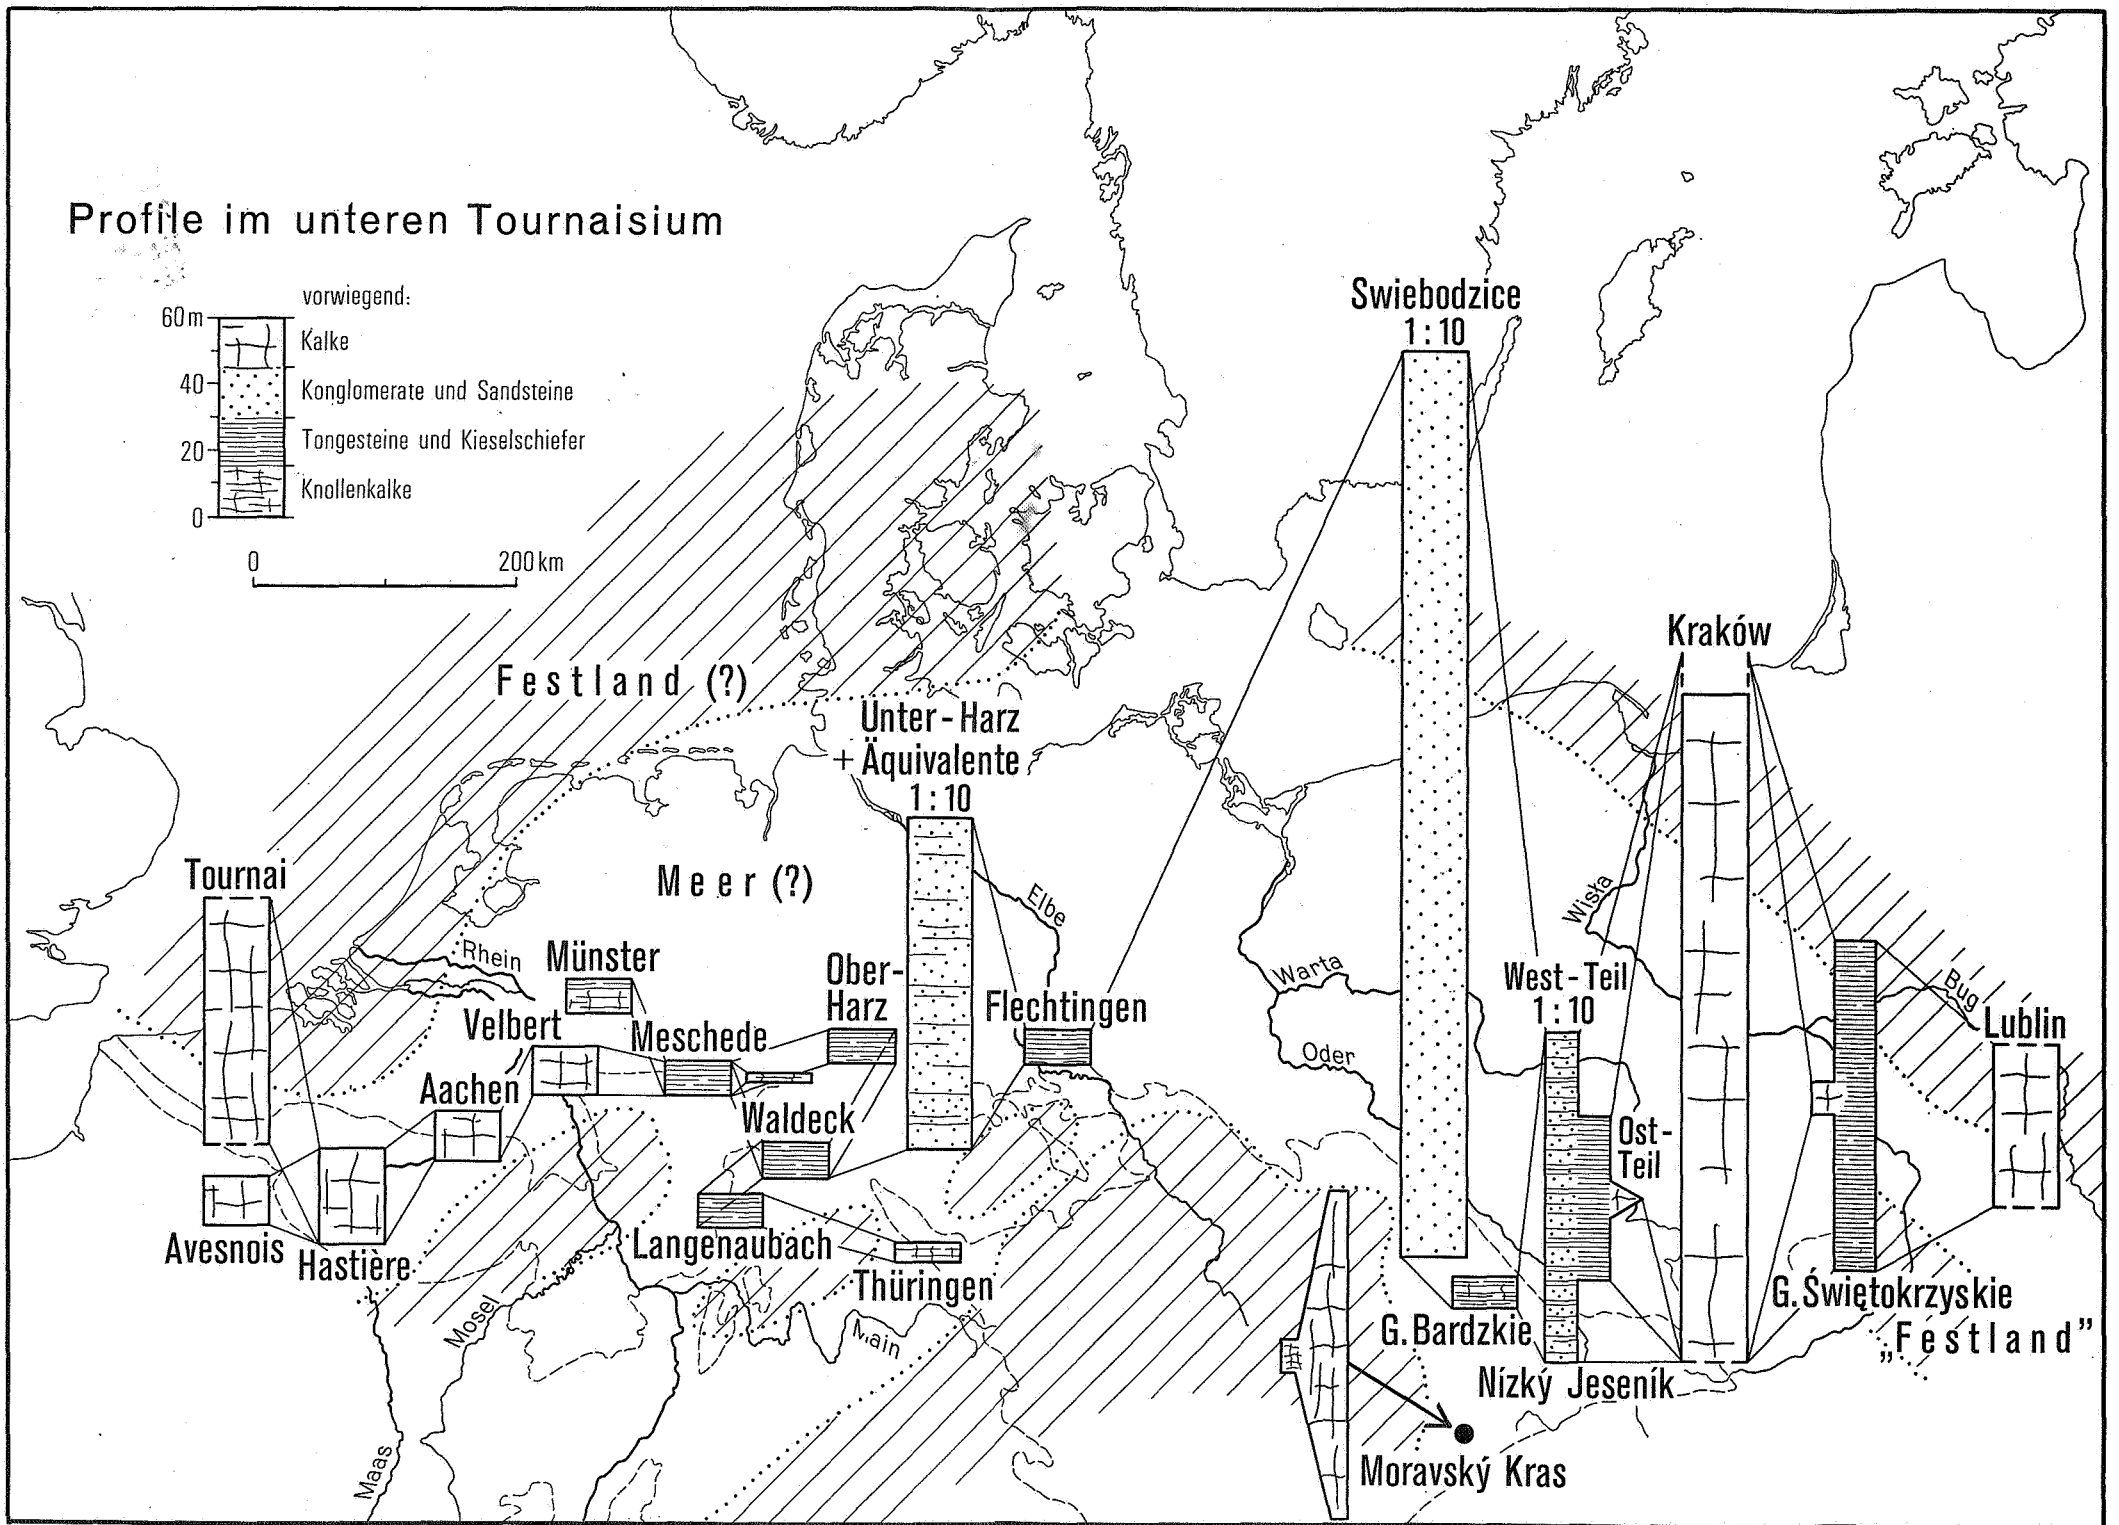 Profile im unteren Tournaisium
vorwiegend:
60m
Kalke
40
Konglomerate und Sandsteine
20
Tongesteine und Kieselschiefer
Knollenkalke
0
0
200km
Swiebodzice
1:10
Kraków
Festland (?)
Unter-Harz
+ Äquivalente
1:10
Meer (?)
Tournai
Elbe
Wisła
Rhein
Münster
Ober-
Harz
Flechtingen
Warta
West-Teil
1:10
Bug
Lublin
Velbert
Meschede
Oder
Aachen
Waldeck
Ost-
Teil
Avesnois
Hastière
Langenaubach
Thüringen
Mosel
Main
G. Bardzkie
G. Świętokrzyskie
„Festland”
Nízký Jeseník
Maas
Moravský Kras